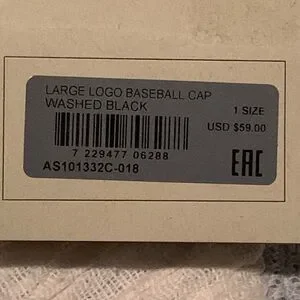 LARGE LOGO BASEBALL CAP
WASHED BLACK
1 SIZE
USD $59.00
7 229477 06288
EAC
AS101332C-018